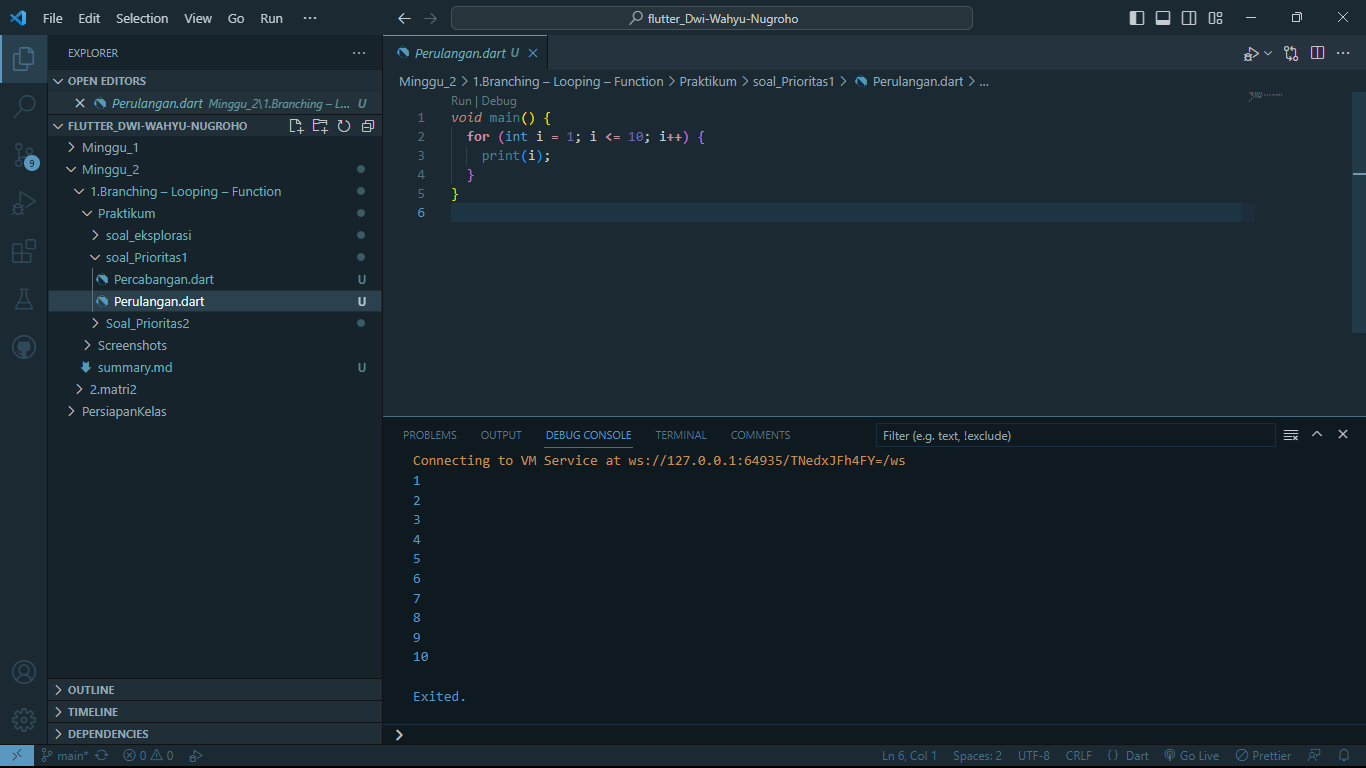 File Edit Selection View Go Run ···
flutter_Dwi-Wahyu-Nugroho
EXPLORER
OPEN EDITORS
Perulangan.dart Minggu_2\1.Branching – L... U
FLUTTER_DWI-WAHYU-NUGROHO
Minggu_1
Minggu_2
1.Branching – Looping – Function
Praktikum
soal_eksplorasi
soal_Prioritas1
Percabangan.dart U
Perulangan.dart U
Soal_Prioritas2
Screenshots
summary.md U
2.matri2
PersiapanKelas
OUTLINE
TIMELINE
DEPENDENCIES
9
Perulangan.dart U
Minggu_2 > 1.Branching – Looping – Function > Praktikum > soal_Prioritas1 > Perulangan.dart > ...
Run | Debug
1 void main() {
2 for (int i = 1; i <= 10; i++) {
3 print(i);
4 }
5 }
6
PROBLEMS OUTPUT DEBUG CONSOLE TERMINAL COMMENTS
Filter (e.g. text, !exclude)
Connecting to VM Service at ws://127.0.0.1:64935/TNedxJFh4FY=/ws
1
2
3
4
5
6
7
8
9
10
Exited.
main* 0 0
Ln 6, Col 1 Spaces: 2 UTF-8 CRLF { } Dart Go Live Prettier